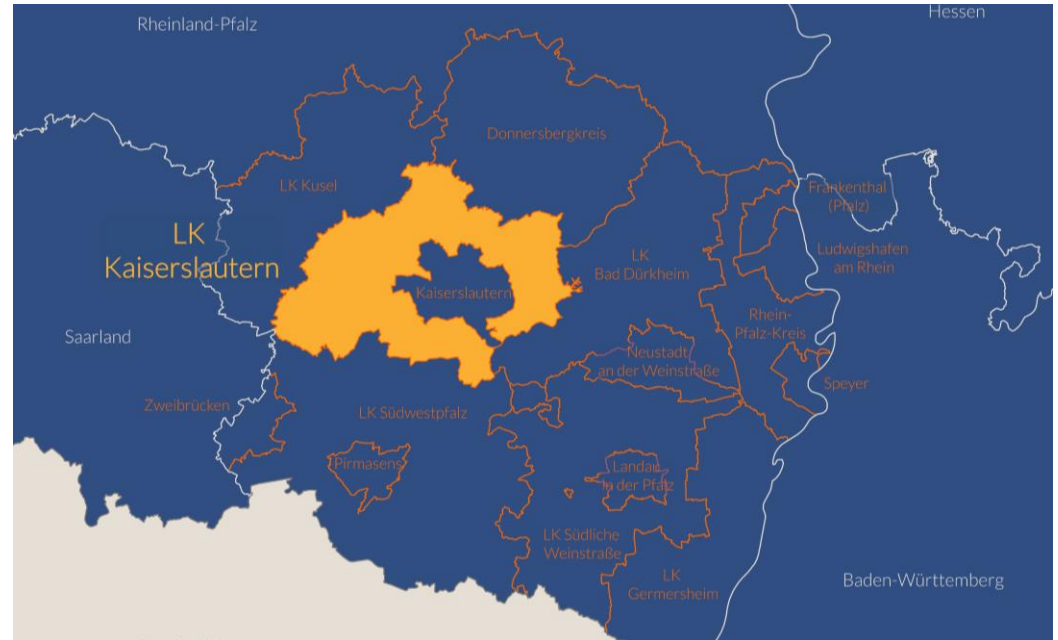 Hessen
Rheinland-Pfalz
Donnersbergkreis
LK Kusel
Frankenthal
(Pfalz)
LK
Kaiserslautern
LK
Bad Dürkheim
Ludwigshafen
am Rhein
Kaiserslautern
Rhein-
Pfalz-Kreis
Saarland
Neustadt
an der Weinstraße
Speyer
Zweibrücken
LK Südwestpfalz
Pirmasens
Landau
in der Pfalz
LK Südliche
Weinstraße
LK
Germersheim
Baden-Württemberg